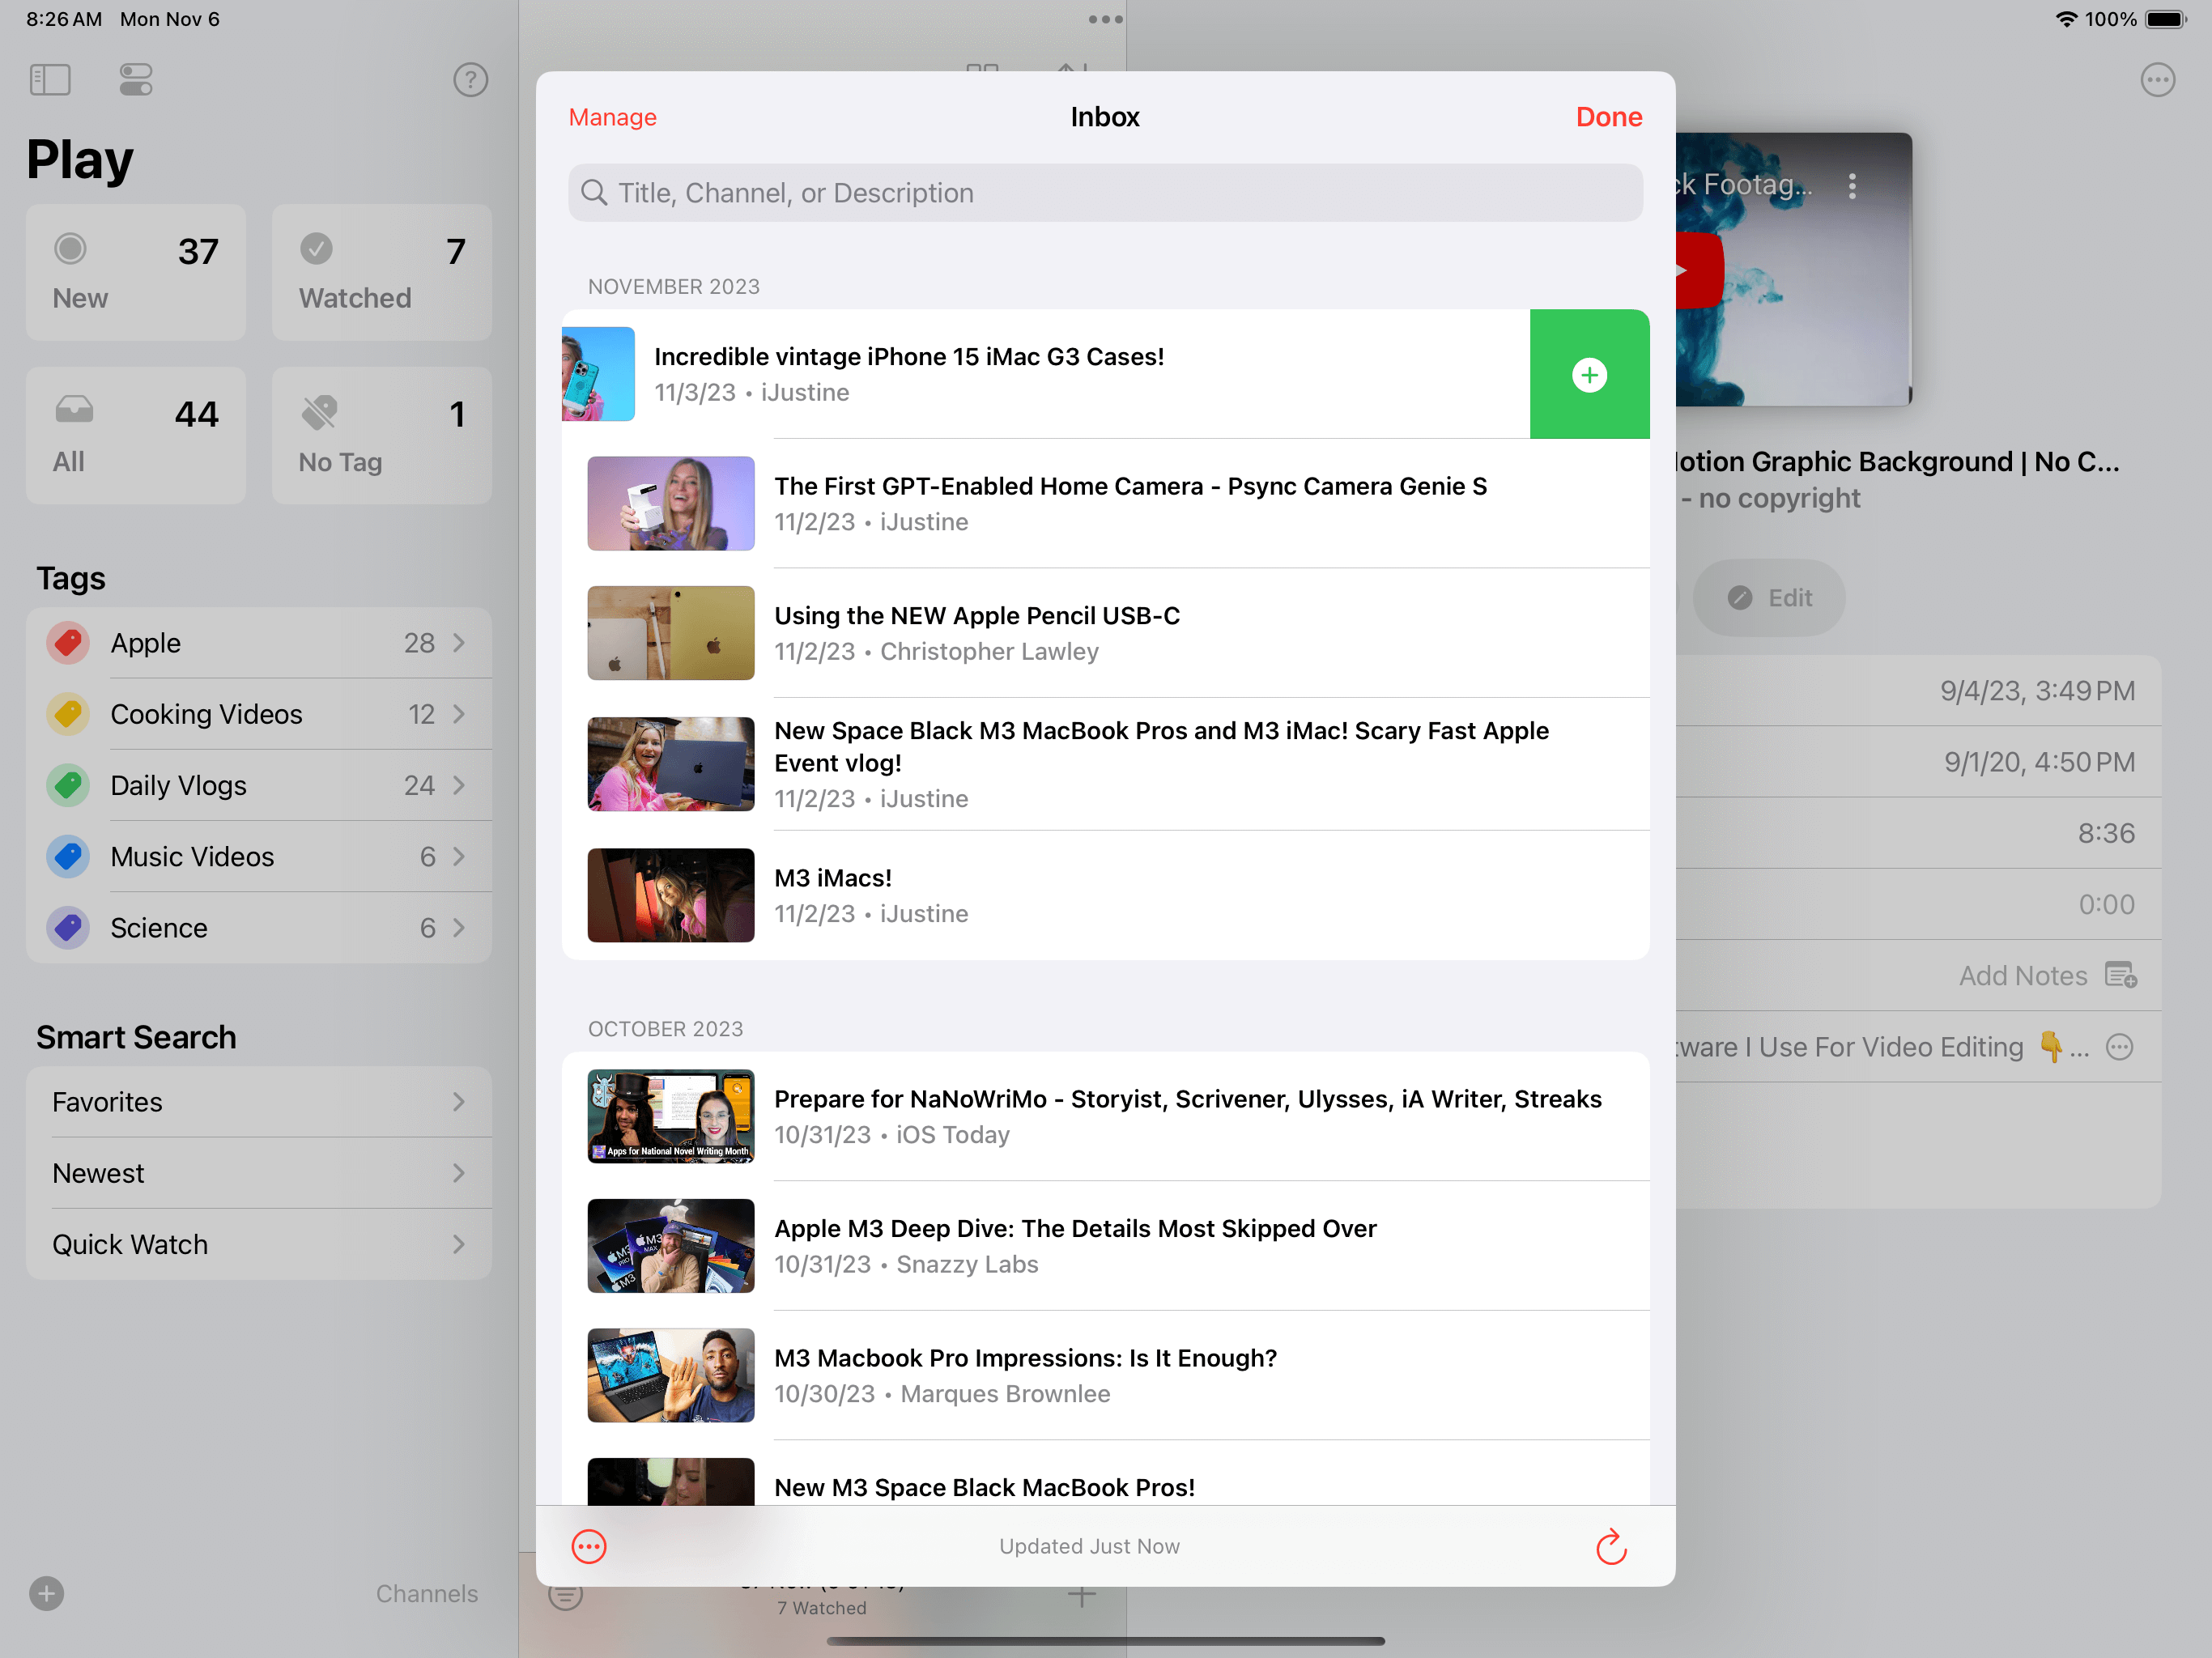 8:26 AM Mon Nov 6
100%
Play
37
New
7
Watched
44
All
1
No Tag
Tags
Apple 28
Cooking Videos 12
Daily Vlogs 24
Music Videos 6
Science 6
Smart Search
Favorites
Newest
Quick Watch
Channels
Manage
Inbox
Done
Title, Channel, or Description
NOVEMBER 2023
Incredible vintage iPhone 15 iMac G3 Cases!
11/3/23 • iJustine
The First GPT-Enabled Home Camera - Psync Camera Genie S
11/2/23 • iJustine
Using the NEW Apple Pencil USB-C
11/2/23 • Christopher Lawley
New Space Black M3 MacBook Pros and M3 iMac! Scary Fast Apple
Event vlog!
11/2/23 • iJustine
M3 iMacs!
11/2/23 • iJustine
OCTOBER 2023
Apps for National Novel Writing Month
Prepare for NaNoWriMo - Storyist, Scrivener, Ulysses, iA Writer, Streaks
10/31/23 • iOS Today
M3 PRO
M3 MAX
M3
Apple M3 Deep Dive: The Details Most Skipped Over
10/31/23 • Snazzy Labs
M3 Macbook Pro Impressions: Is It Enough?
10/30/23 • Marques Brownlee
New M3 Space Black MacBook Pros!
Updated Just Now
7 Watched
ck Footag...
otion Graphic Background | No C...
- no copyright
Edit
9/4/23, 3:49 PM
9/1/20, 4:50 PM
8:36
0:00
Add Notes
tware I Use For Video Editing 👇...